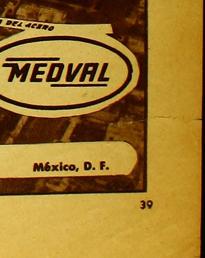 DEL ACERO
MEDVAL
México, D. F.
39